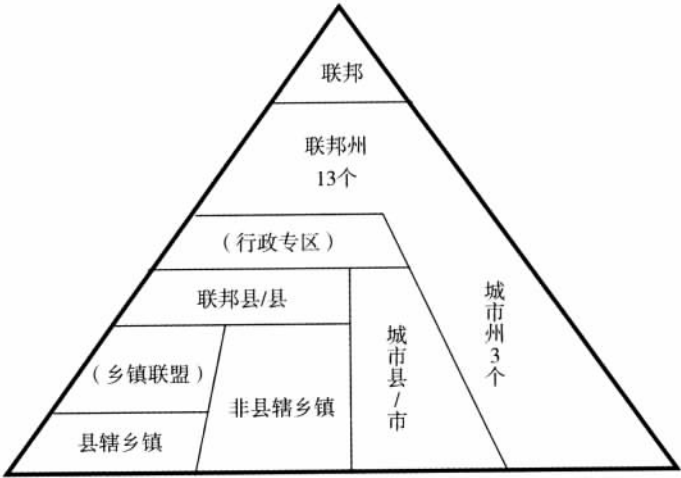 联邦
联邦州
13个
（行政专区）
联邦县/县
城市州3个
城市县/市
（乡镇联盟）
非县辖乡镇
县辖乡镇